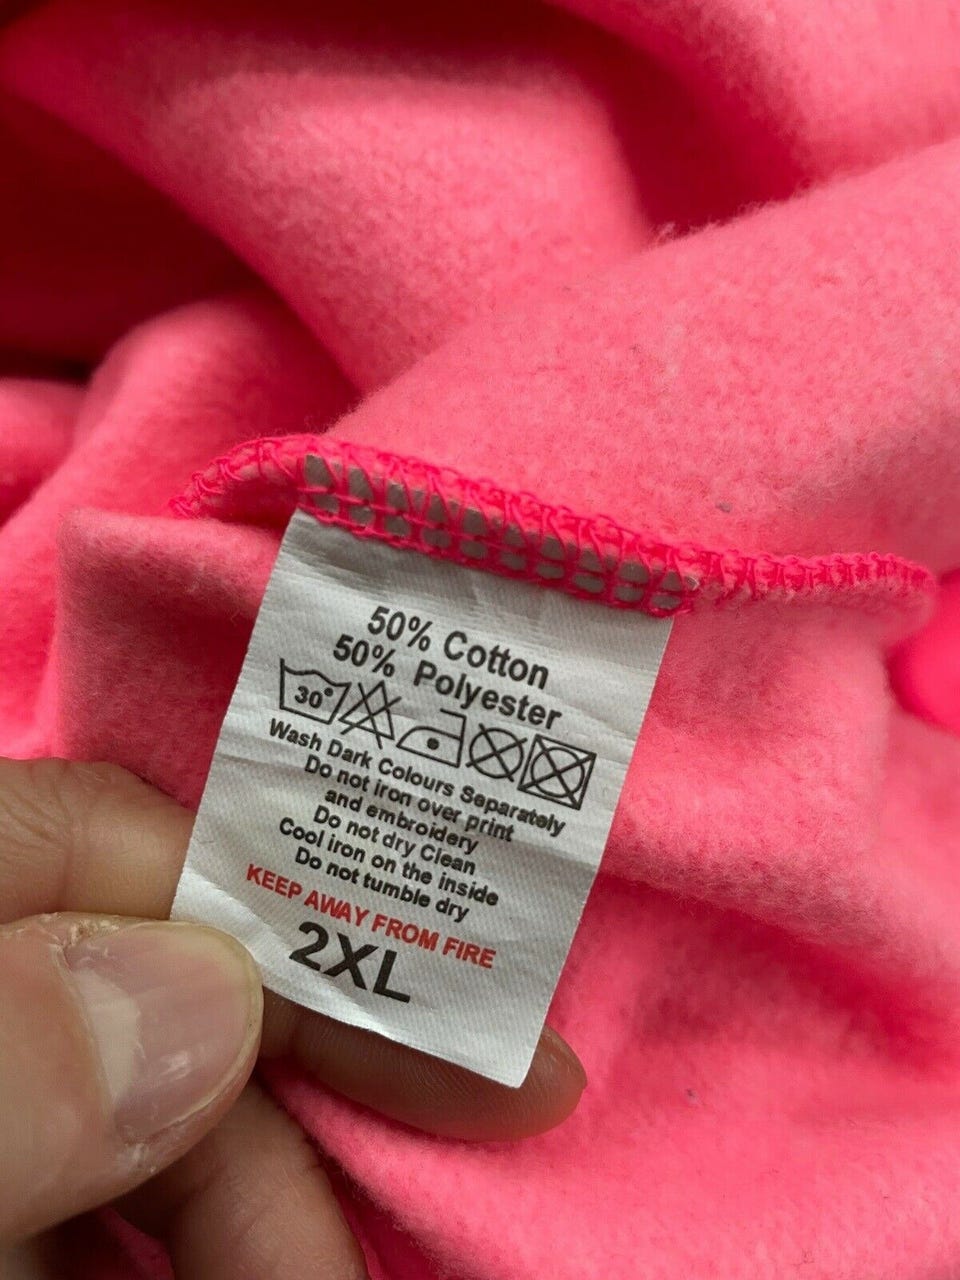 50% Cotton
50% Polyester
30°
Wash Dark Colours Separately
Do not iron over print
and embroidery
Do not dry Clean
Cool iron on the inside
Do not tumble dry
KEEP AWAY FROM FIRE
2XL